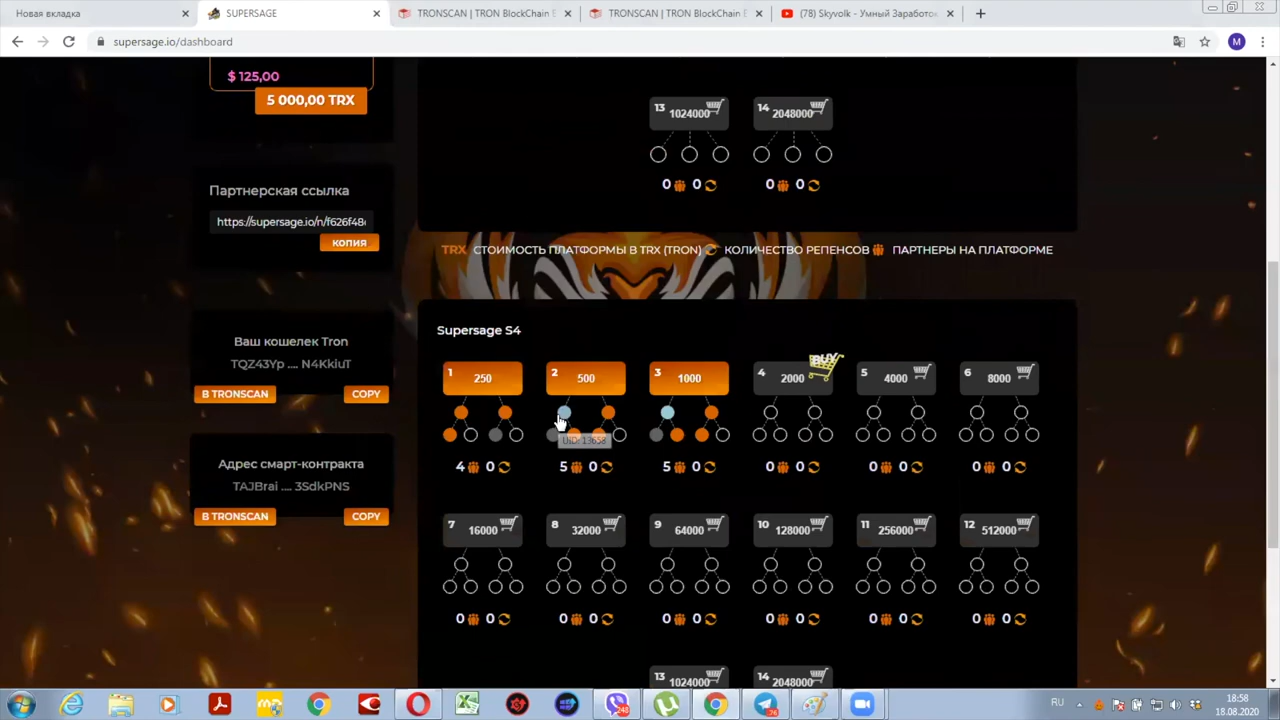 Новая вкладка
SUPERSAGE
TRONSCAN | TRON BlockChain E
TRONSCAN | TRON BlockChain E
(78) Skyvolk - Умный Заработо
supersage.io/dashboard
M
$ 125,00
5 000,00 TRX
Партнерская ссылка
https://supersage.io/n/f626f48
КОПИЯ
Ваш кошелек Tron
TQZ43Yp .... N4KkiuT
В TRONSCAN
COPY
Адрес смарт-контракта
TAJBrai .... 3SdkPNS
В TRONSCAN
COPY
13 1024000
14 2048000
0 0
0 0
TRX СТОИМОСТЬ ПЛАТФОРМЫ В TRX (TRON) КОЛИЧЕСТВО РЕПЕНСОВ ПАРТНЕРЫ НА ПЛАТФОРМЕ
Supersage S4
1 250
2 500
3 1000
4 2000 BUY
5 4000
6 8000
UID: 13658
4 0
5 0
5 0
0 0
0 0
0 0
7 16000
8 32000
9 64000
10 128000
11 256000
12 512000
0 0
0 0
0 0
0 0
0 0
0 0
13 1024000
14 2048000
RU
18:58
18.08.2020